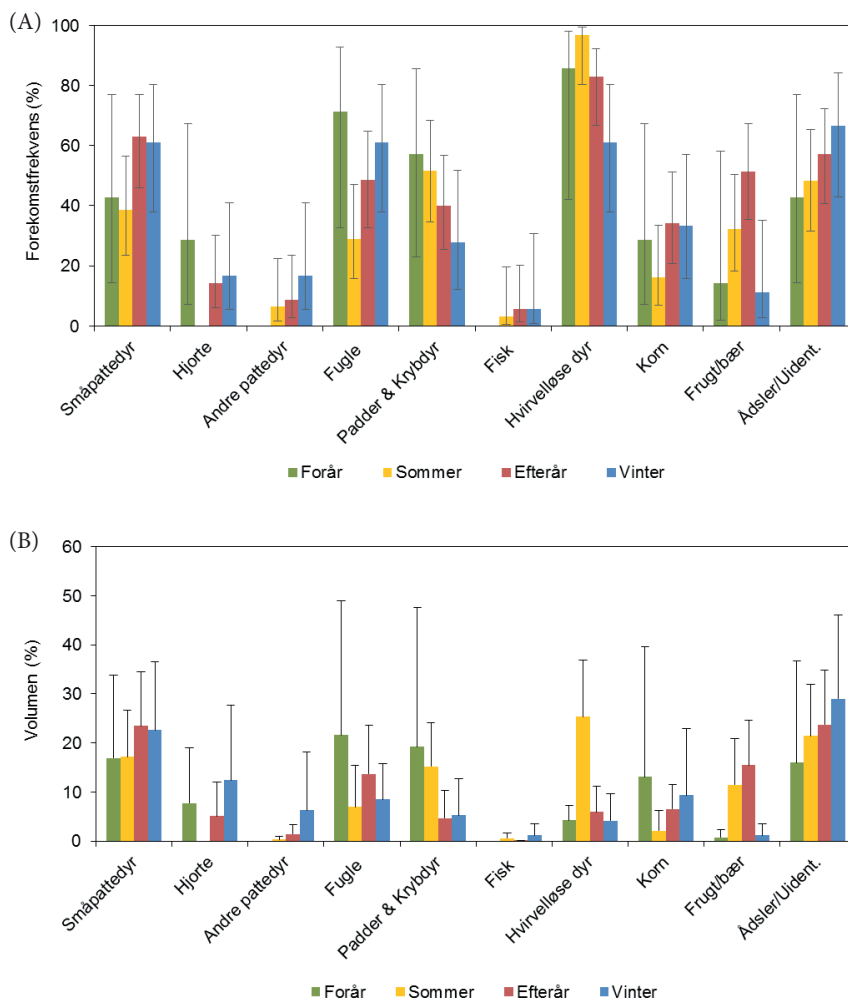 (A)
Forekomstfrekvens (%)
100
80
60
40
20
0
Småpattedyr
Hjorte
Andre pattedyr
Fugle
Padder & Krybdyr
Fisk
Hvirvelløse dyr
Korn
Frugt/bær
Ådsler/Uident.
Forår Sommer Efterår Vinter
(B)
Volumen (%)
60
50
40
30
20
10
0
Småpattedyr
Hjorte
Andre pattedyr
Fugle
Padder & Krybdyr
Fisk
Hvirvelløse dyr
Korn
Frugt/bær
Ådsler/Uident.
Forår Sommer Efterår Vinter